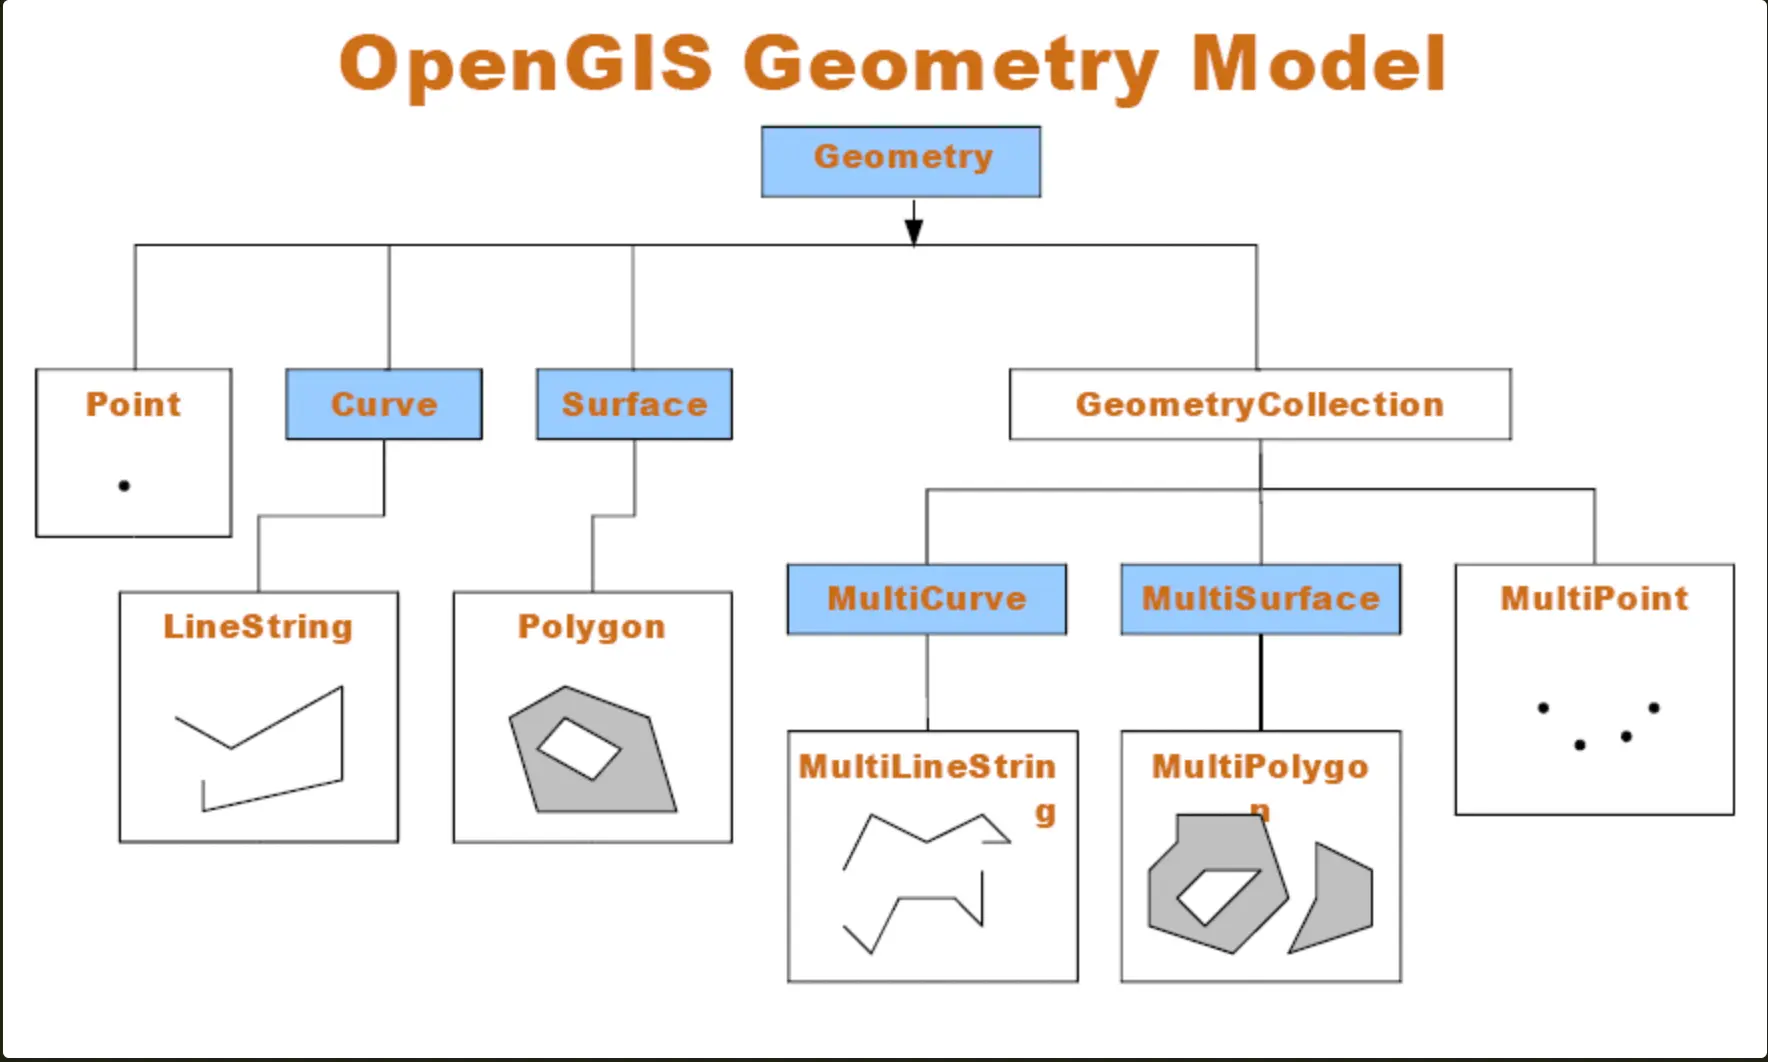 OpenGIS Geometry Model
Geometry
Point
Curve
Surface
GeometryCollection
LineString
Polygon
MultiCurve
MultiSurface
MultiPoint
MultiLineStrin
g
MultiPolygo
n